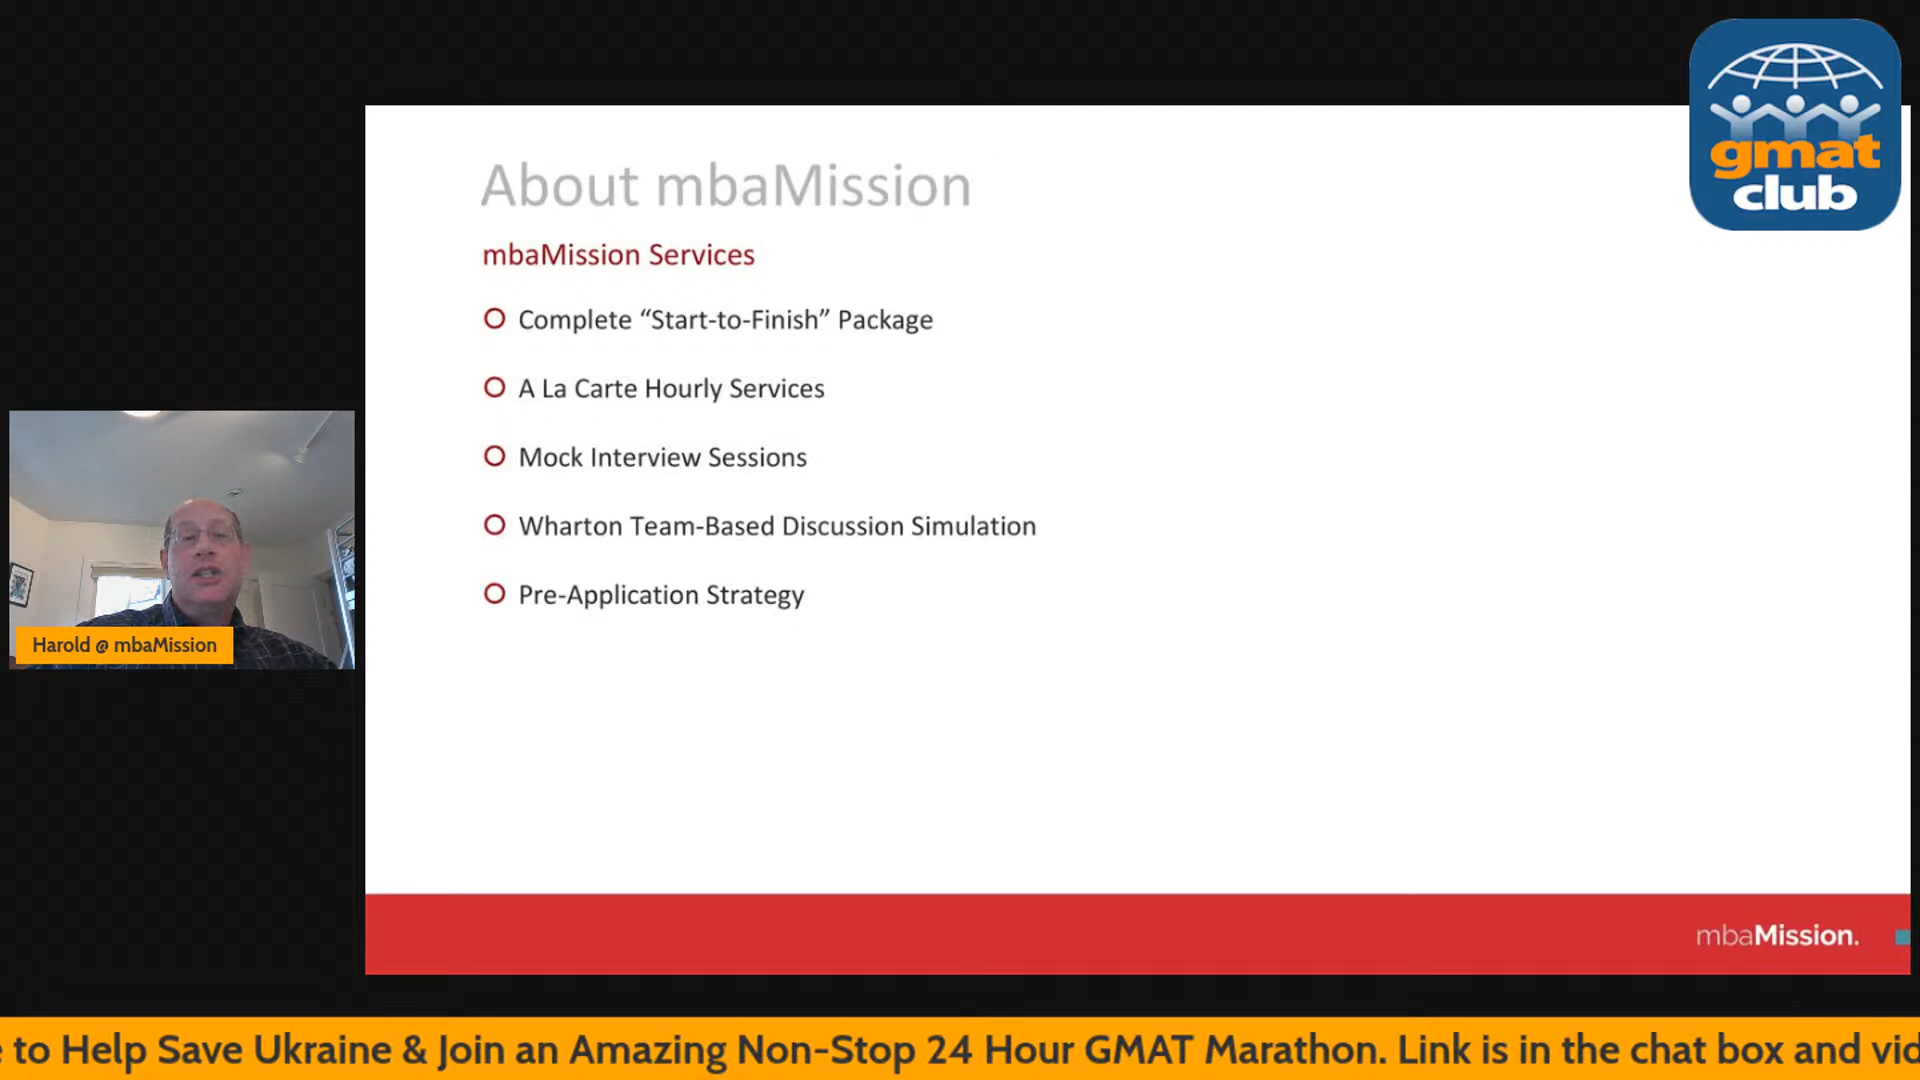 gmat
club
About mbaMission
mbaMission Services
Complete “Start-to-Finish” Package
A La Carte Hourly Services
Mock Interview Sessions
Wharton Team-Based Discussion Simulation
Pre-Application Strategy
Harold @ mbaMission
mbaMission.
to Help Save Ukraine & Join an Amazing Non-Stop 24 Hour GMAT Marathon. Link is in the chat box and